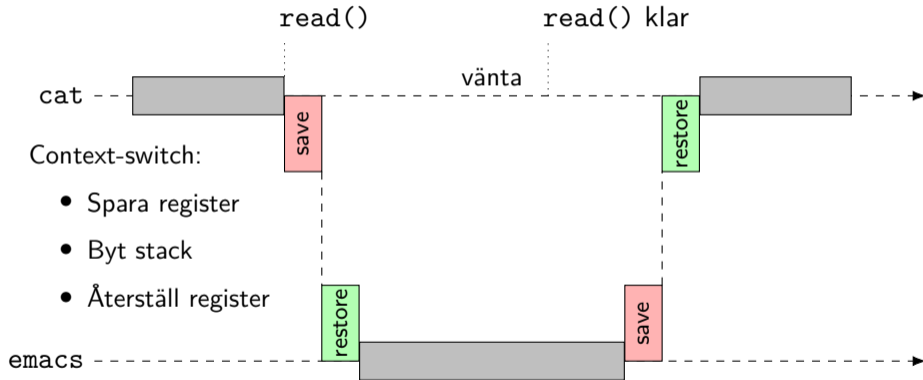 read()
read() klar
vänta
cat
save
restore
Context-switch:
• Spara register
• Byt stack
• Återställ register
restore
save
emacs